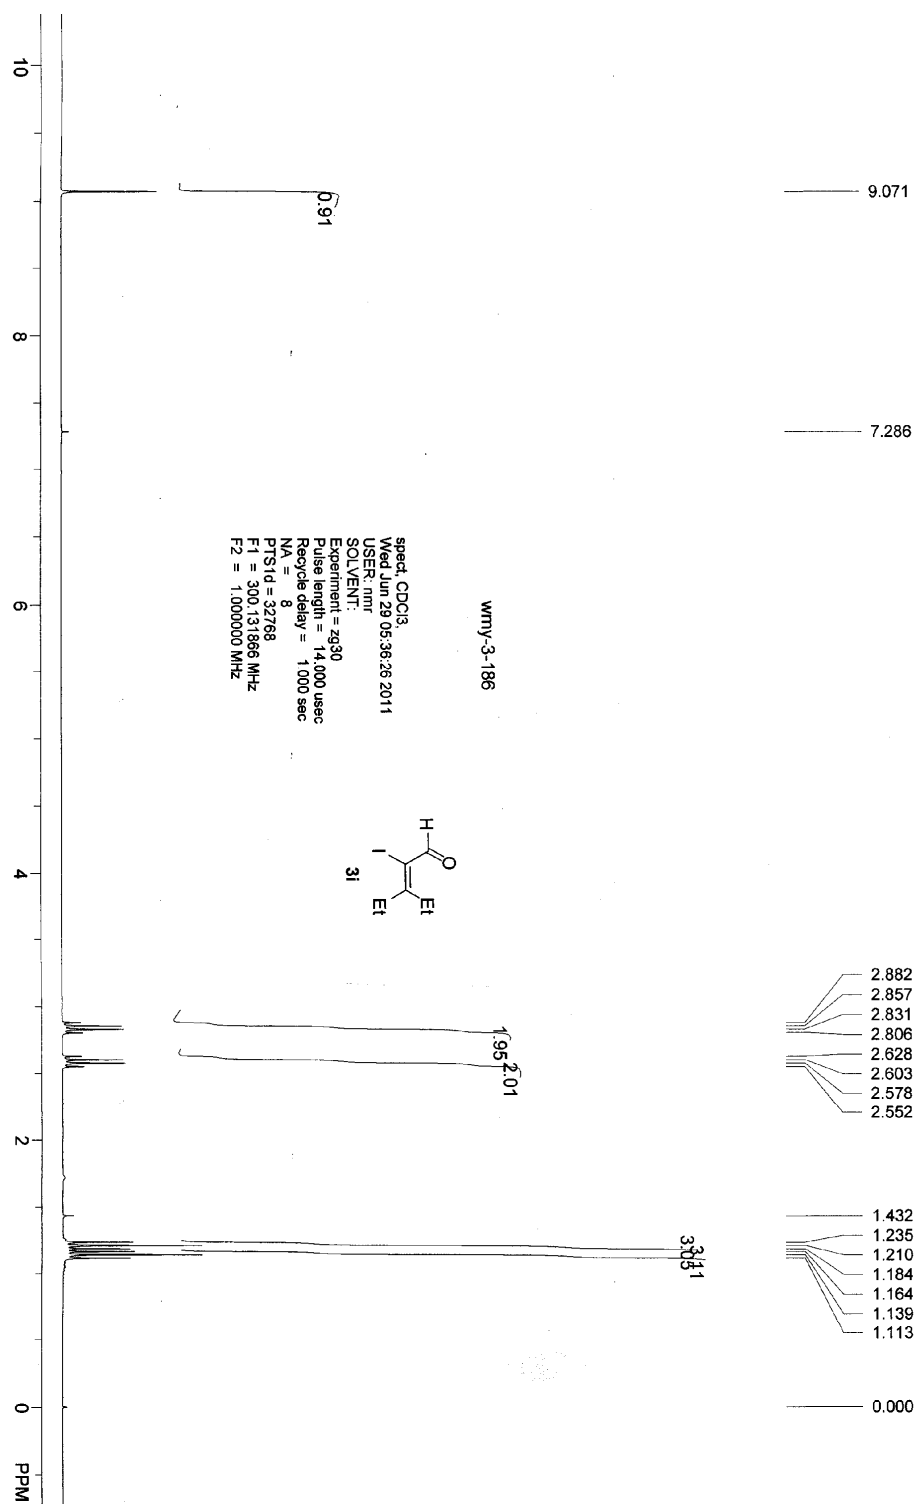 wmy-3-186
spect, CDCl3,
Wed Jun 29 05:36:26 2011
USER: nmr
SOLVENT:
Experiment = zg30
Pulse length = 14.000 usec
Recycle delay = 1.000 sec
NA = 8
PTS1d = 32768
F1 = 300.131866 MHz
F2 = 1.000000 MHz
H
O
I
Et
Et
3i
9.071
7.286
2.882
2.857
2.831
2.806
2.628
2.603
2.578
2.552
1.432
1.235
1.210
1.184
1.164
1.139
1.113
0.000
0.91
1.95
2.01
3.05
3.11
10
8
6
4
2
0
PPM